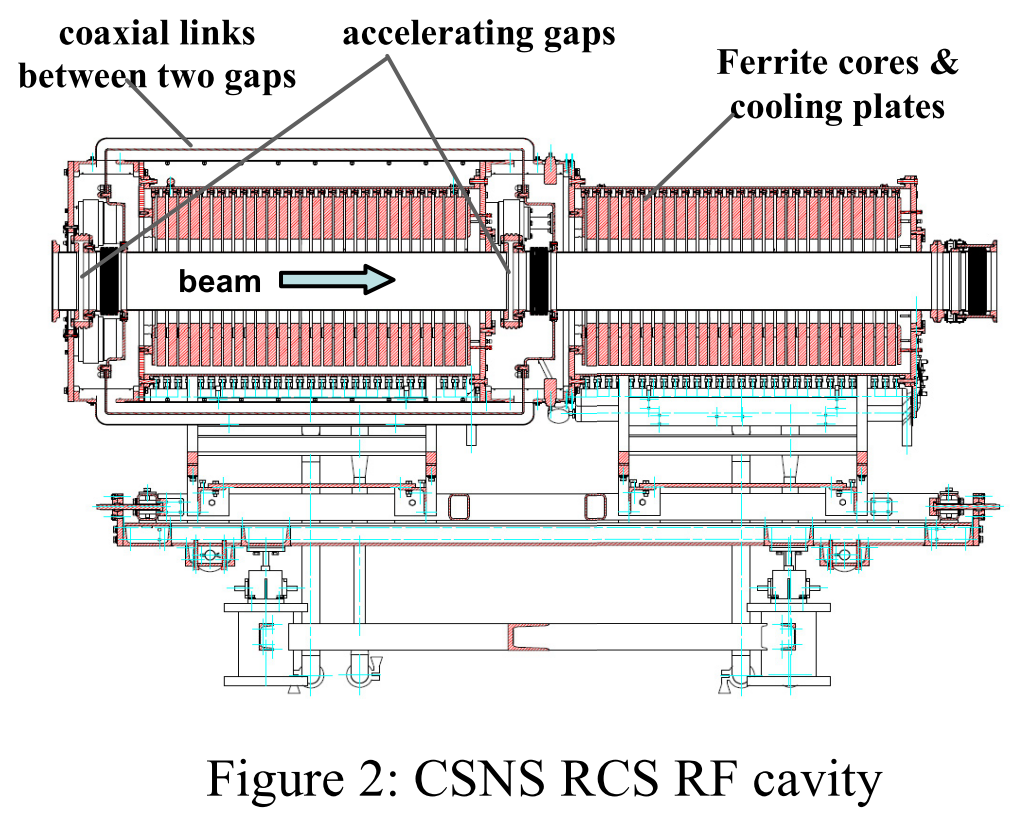 coaxial links
between two gaps
accelerating gaps
Ferrite cores &
cooling plates
beam
Figure 2: CSNS RCS RF cavity